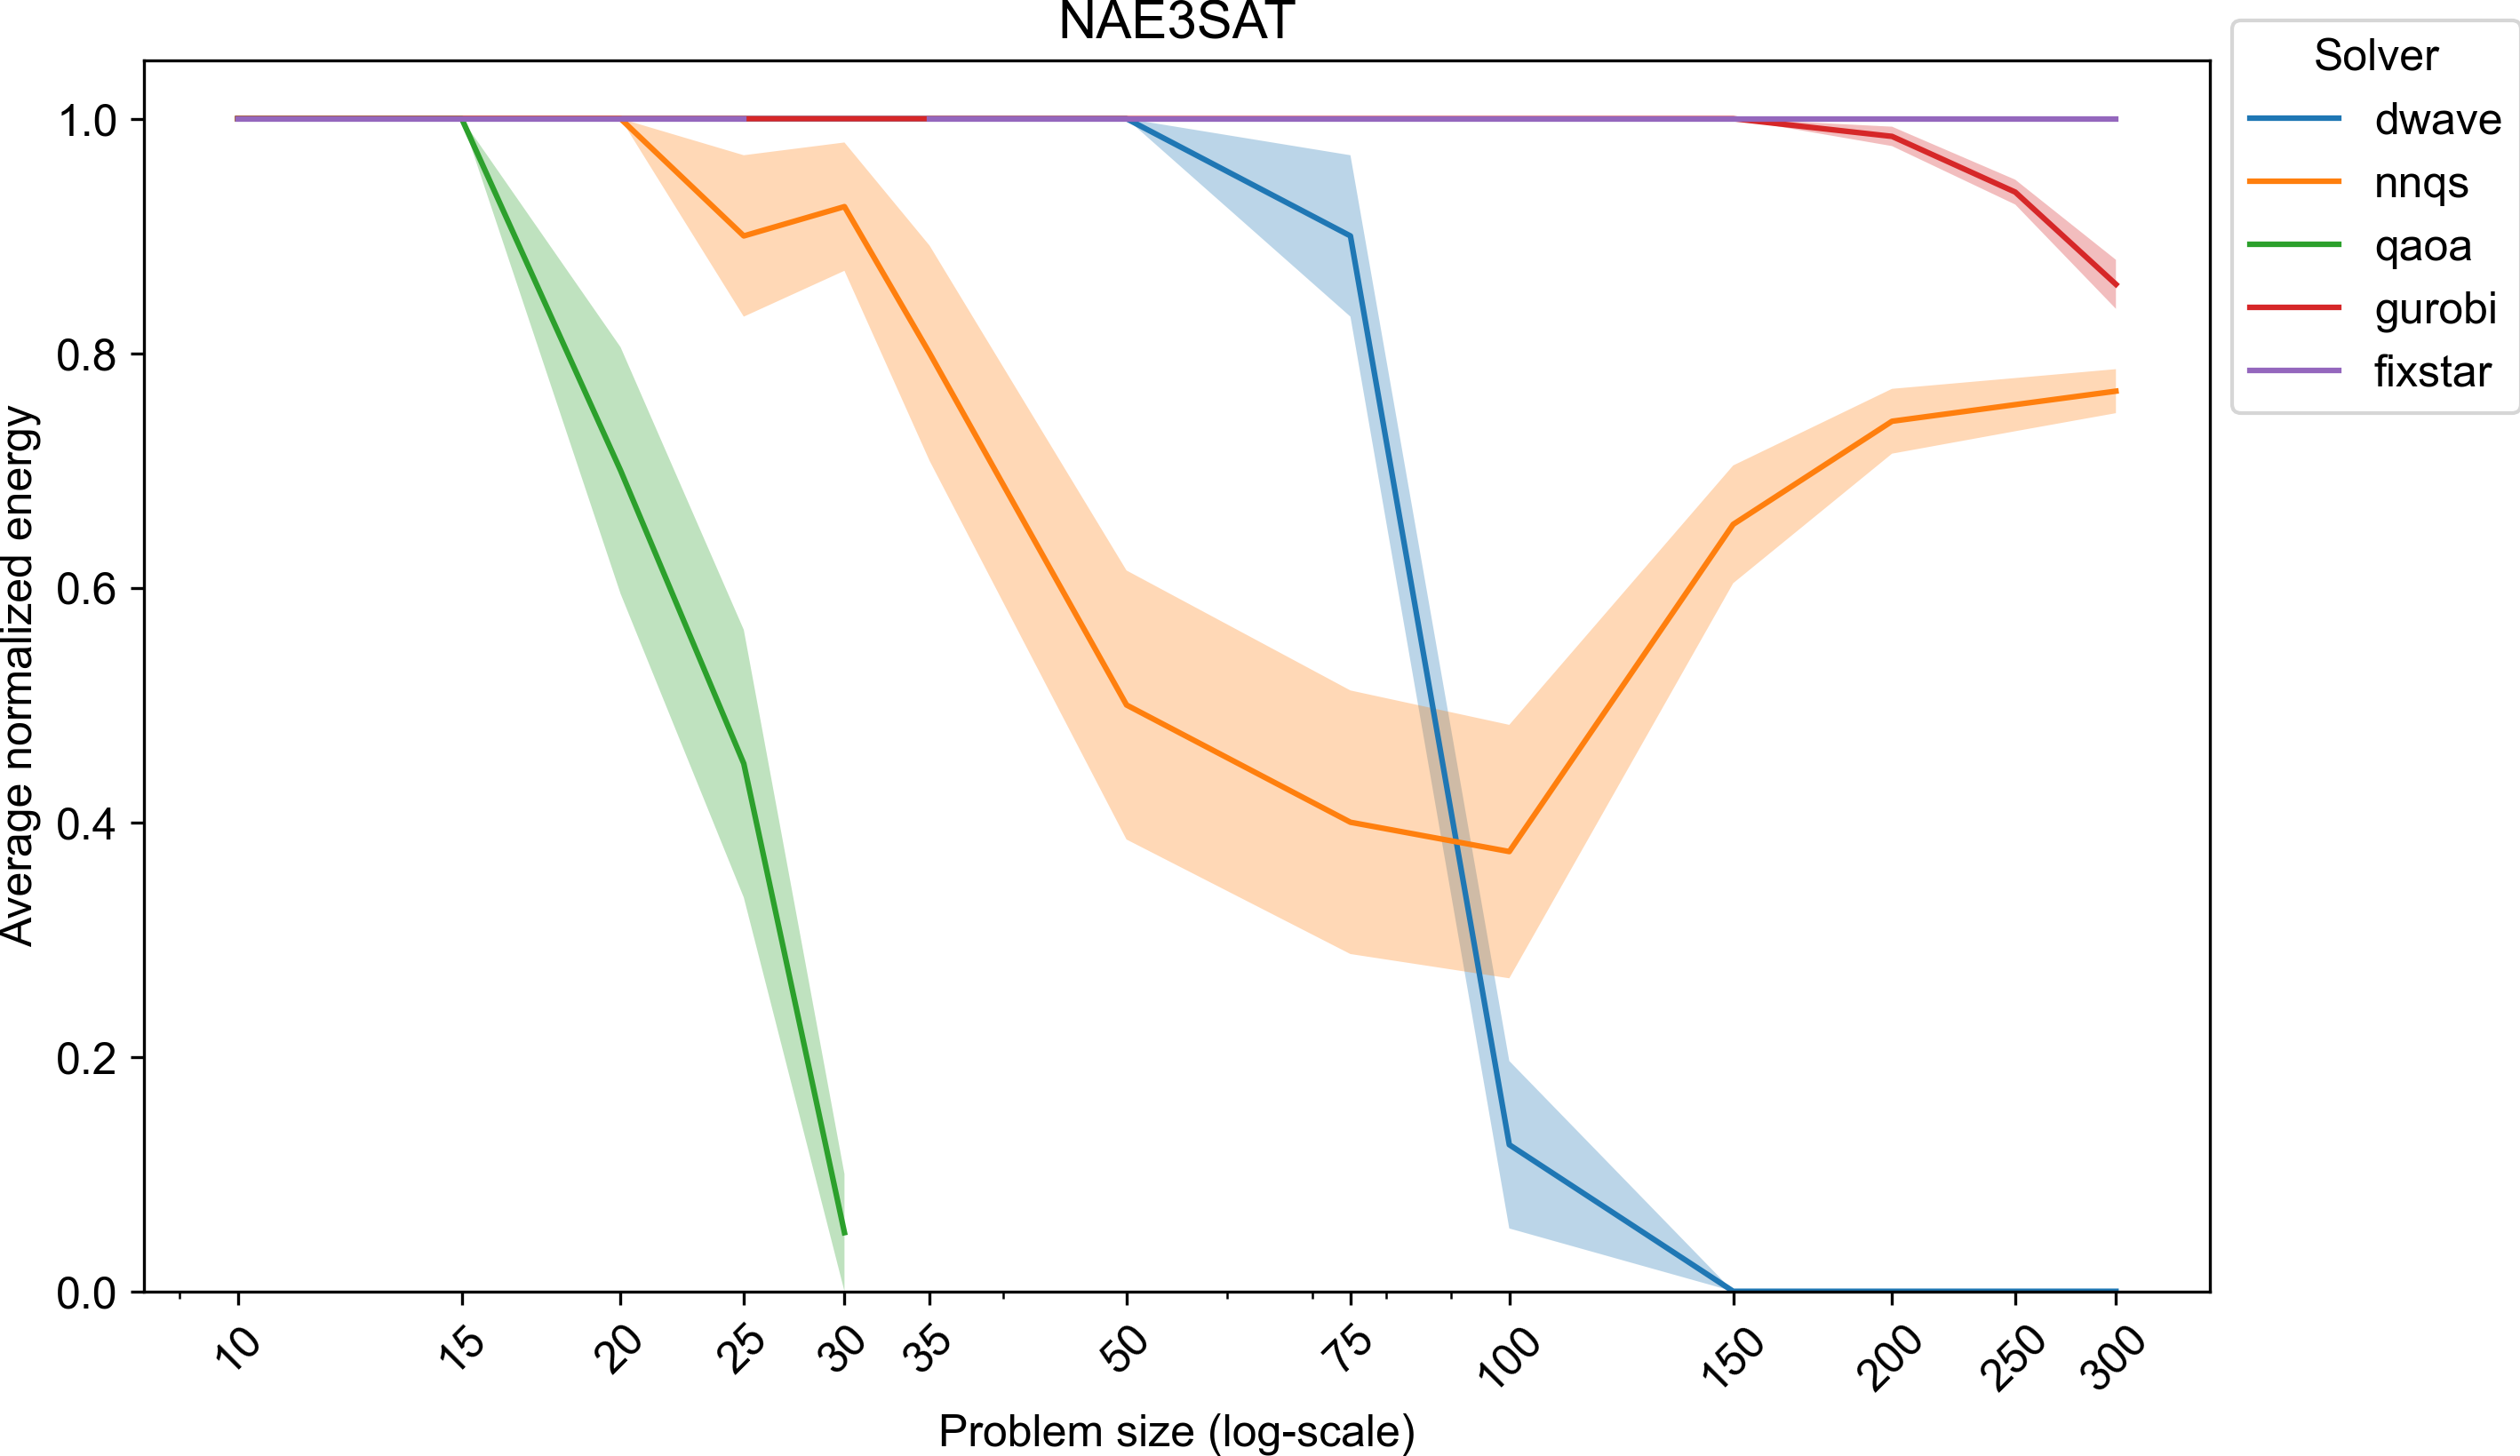 NAE3SAT
Solver
dwave
nnqs
qaoa
gurobi
fixstar
Average normalized energy
1.0
0.8
0.6
0.4
0.2
0.0
10 15 20 25 30 35 50 75 100 150 200 250 300
Problem size (log-scale)